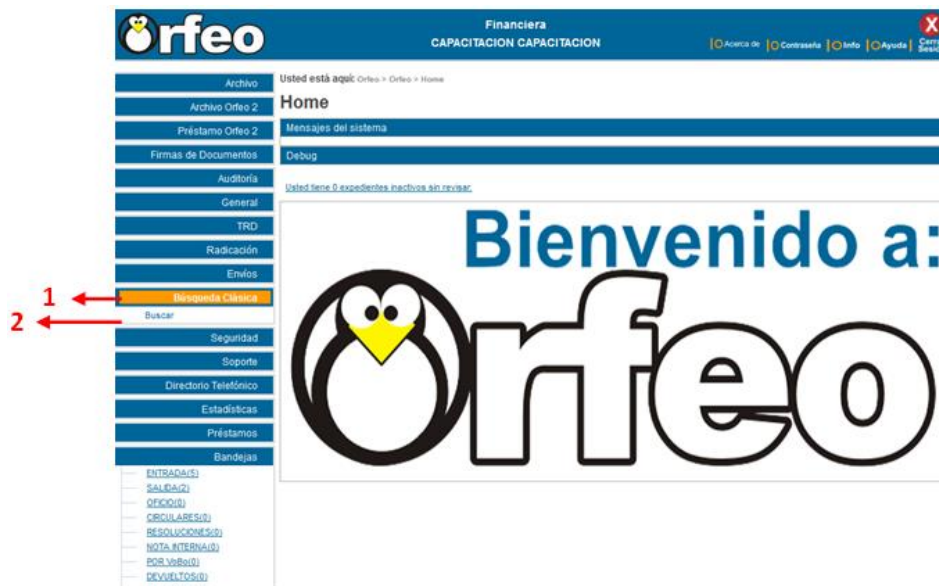 Orfeo
Financiera
CAPACITACION CAPACITACION
Acerca de
Contraseña
Info
Ayuda
X
Usted está aquí: Orfeo > Orfeo > Home
Home
Mensajes del sistema
Debug
Usted tiene 0 expedientes inactivos sin revisar.
Bienvenido a:
Orfeo
Archivo
Archivo Orfeo 2
Préstamo Orfeo 2
Firmas de Documentos
Auditoría
General
TRD
Radicación
Envíos
1
Búsqueda Clásica
2
Buscar
Seguridad
Soporte
Directorio Telefónico
Estadísticas
Préstamos
Bandejas
ENTRADA(5)
SALIDA(2)
OFICIO(0)
CIRCULARES(0)
RESOLUCIONES(0)
NOTA INTERNA(0)
POR VoBo(0)
DEVUELTOS(0)